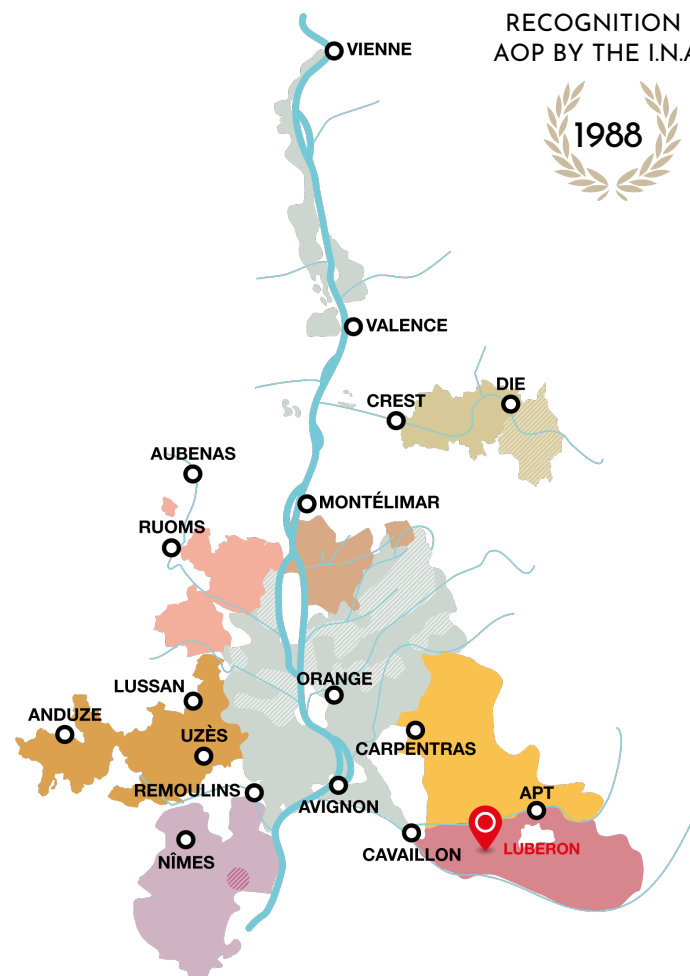 RECOGNITION
AOP BY THE I.N.A
1988
VIENNE
VALENCE
DIE
CREST
AUBENAS
MONTÉLIMAR
RUOMS
ORANGE
LUSSAN
ANDUZE
UZÈS
CARPENTRAS
REMOULINS
APT
AVIGNON
LUBERON
CAVAILLON
NÎMES